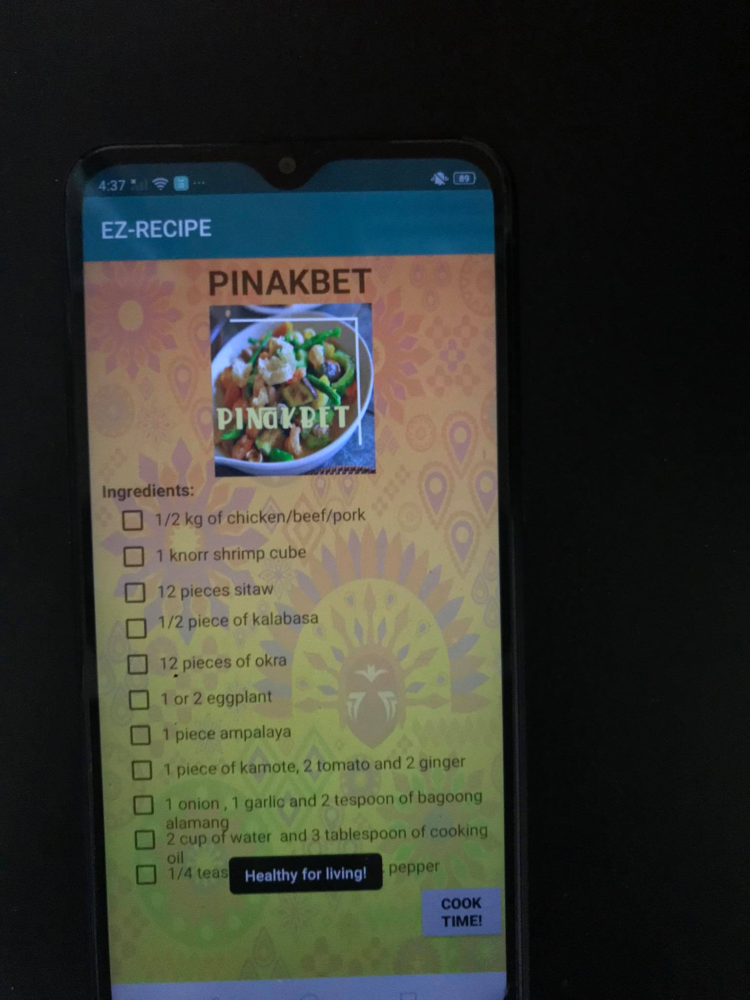 4:37
89
EZ-RECIPE
PINAKBET
PINaKBET
Ingredients:
1/2 kg of chicken/beef/pork
1 knorr shrimp cube
12 pieces sitaw
1/2 piece of kalabasa
12 pieces of okra
1 or 2 eggplant
1 piece ampalaya
1 piece of kamote, 2 tomato and 2 ginger
1 onion , 1 garlic and 2 tespoon of bagoong
alamang
2 cup of water  and 3 tablespoon of cooking
oil
1/4 teas pepper
Healthy for living!
COOK
TIME!